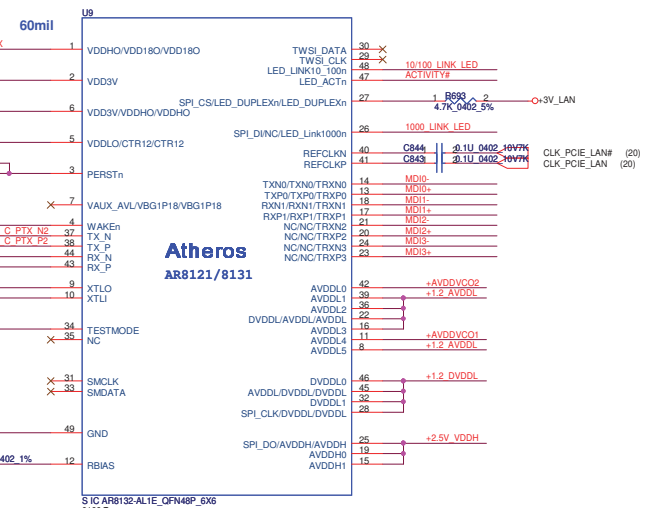 U9
60mil
1 VDDHO/VDD18O/VDD18O
2 VDD3V
6 VDD3V/VDDHO/VDDHO
5 VDDLO/CTR12/CTR12
3 PERSTn
7 VAUX_AVL/VBG1P18/VBG1P18
4 WAKEn
C_PTX_N2 37 TX_N
C_PTX_P2 38 TX_P
44 RX_N
43 RX_P
9 XTLO
10 XTLI
34 TESTMODE
35 NC
31 SMCLK
33 SMDATA
49 GND
402_1% 12 RBIAS
Atheros
AR8121/8131
TWSI_DATA 30
TWSI_CLK 29
LED_LINK10_100n 48 10/100_LINK_LED
LED_ACTn 47 ACTIVITY#
SPI_CS/LED_DUPLEXn/LED_DUPLEXn 27 1 R693 2 +3V_LAN
4.7K_0402_5%
SPI_DI/NC/LED_Link1000n 26 1000_LINK_LED
REFCLKN 40 C844 1 2 0.1U_0402_10V7K CLK_PCIE_LAN# (20)
REFCLKP 41 C843 1 2 0.1U_0402_10V7K CLK_PCIE_LAN (20)
TXN0/TXN0/TRXN0 14 MDI0-
TXP0/TXP0/TRXP0 13 MDI0+
RXN1/RXN1/TRXN1 18 MDI1-
RXP1/RXP1/TRXP1 17 MDI1+
NC/NC/TRXN2 21 MDI2-
NC/NC/TRXP2 20 MDI2+
NC/NC/TRXN3 24 MDI3-
NC/NC/TRXP3 23 MDI3+
AVDDL0 42 +AVDDVCO2
AVDDL1 39 +1.2_AVDDL
AVDDL2 36
DVDDL/AVDDL/AVDDL 22
AVDDL3 16
AVDDL4 11 +AVDDVCO1
AVDDL5 8 +1.2_AVDDL
DVDDL0 46 +1.2_DVDDL
AVDDL/DVDDL/DVDDL 45
DVDDL1 32
SPI_CLK/DVDDL/DVDDL 28
SPI_DO/AVDDH/AVDDH 25 +2.5V_VDDH
AVDDH0 19
AVDDH1 15
S IC AR8132-AL1E_QFN48P_6X6